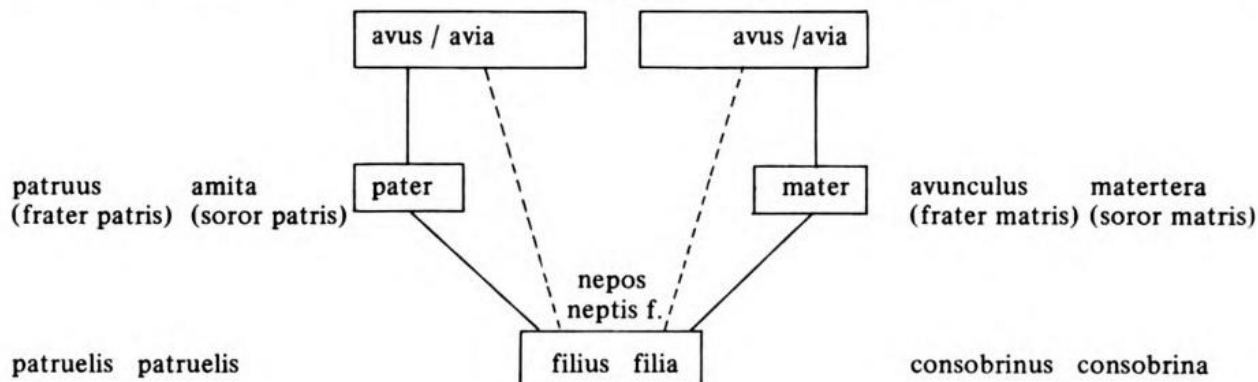 avus / avia avus /avia
patruus amita pater mater avunculus matertera
(frater patris) (soror patris) (frater matris) (soror matris)
nepos
neptis f.
patruelis patruelis filius filia consobrinus consobrina